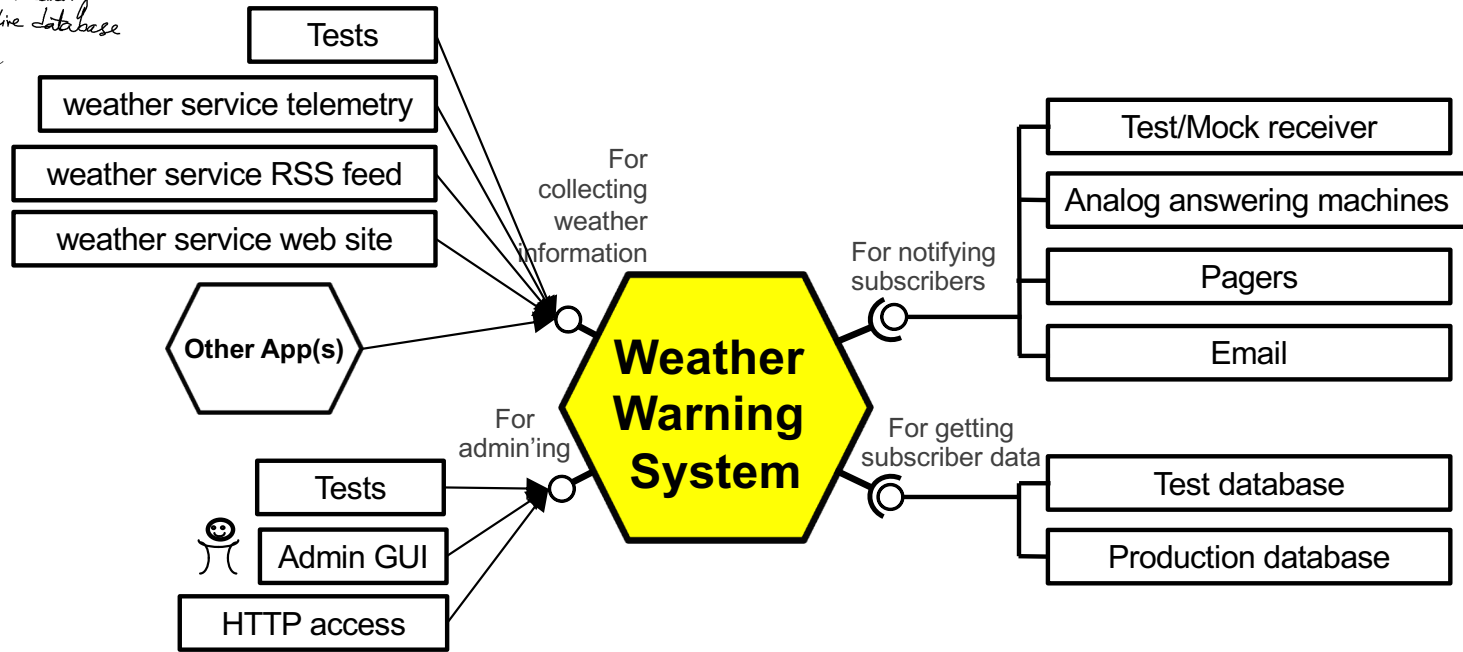 live database
Tests
weather service telemetry
weather service RSS feed
weather service web site
Other App(s)
For
collecting
weather
information
For
admin’ing
Tests
Admin GUI
HTTP access
Weather
Warning
System
For notifying
subscribers
Test/Mock receiver
Analog answering machines
Pagers
Email
For getting
subscriber data
Test database
Production database